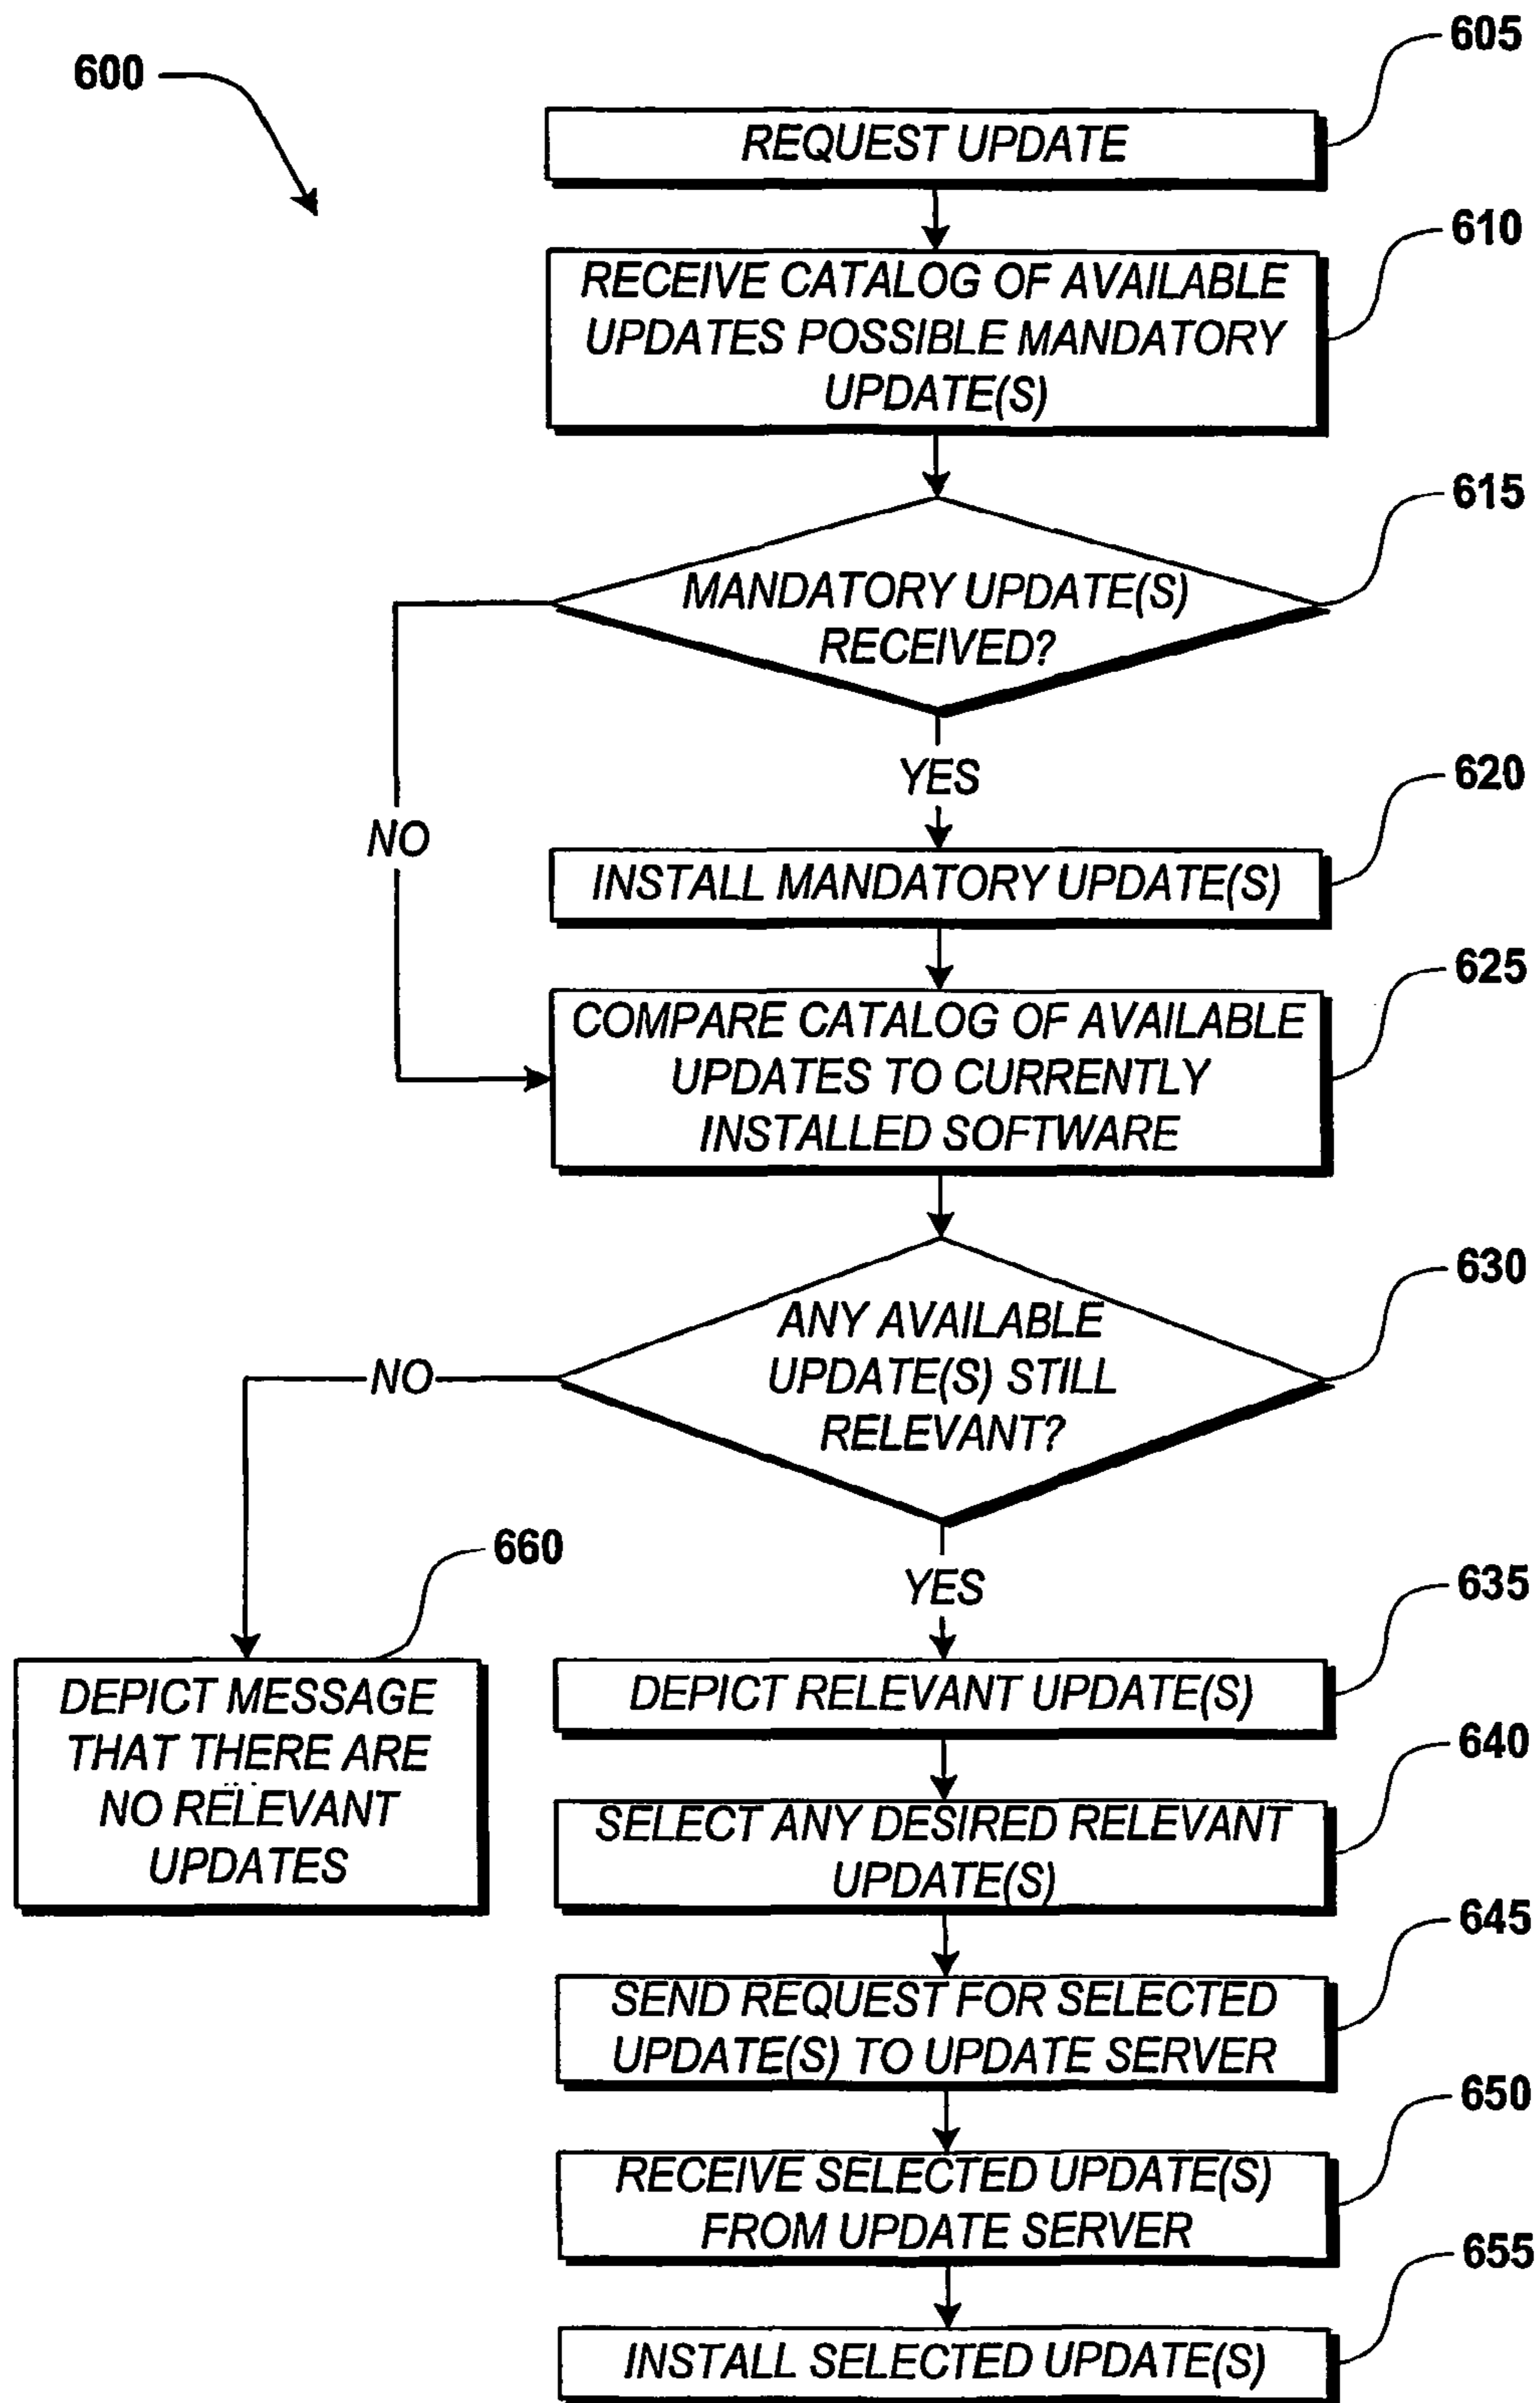 600
605
REQUEST UPDATE
610
RECEIVE CATALOG OF AVAILABLE
UPDATES POSSIBLE MANDATORY
UPDATE(S)
615
MANDATORY UPDATE(S)
RECEIVED?
YES
NO
620
INSTALL MANDATORY UPDATE(S)
625
COMPARE CATALOG OF AVAILABLE
UPDATES TO CURRENTLY
INSTALLED SOFTWARE
630
ANY AVAILABLE
UPDATE(S) STILL
RELEVANT?
NO
YES
660
DEPICT MESSAGE
THAT THERE ARE
NO RELEVANT
UPDATES
635
DEPICT RELEVANT UPDATE(S)
640
SELECT ANY DESIRED RELEVANT
UPDATE(S)
645
SEND REQUEST FOR SELECTED
UPDATE(S) TO UPDATE SERVER
650
RECEIVE SELECTED UPDATE(S)
FROM UPDATE SERVER
655
INSTALL SELECTED UPDATE(S)